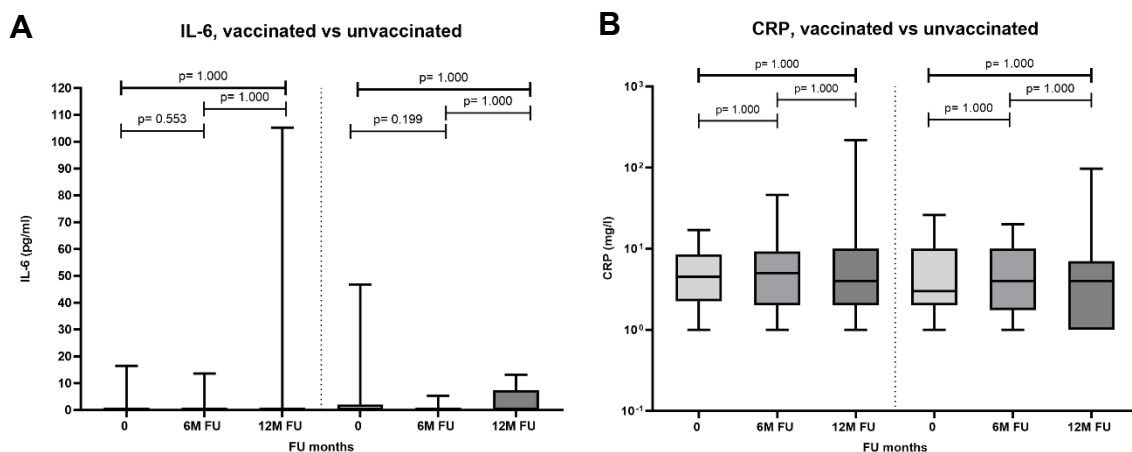 A
IL-6, vaccinated vs unvaccinated
p= 1.000
p= 1.000
p= 1.000
p= 1.000
p= 0.553
p= 0.199
120
110
100
90
80
70
60
50
40
30
20
10
0
IL-6 (pg/ml)
0 6M FU 12M FU 0 6M FU 12M FU
FU months
B
CRP, vaccinated vs unvaccinated
p= 1.000
p= 1.000
p= 1.000
p= 1.000
p= 1.000
p= 1.000
10³
10²
10¹
10⁰
10⁻¹
CRP (mg/l)
0 6M FU 12M FU 0 6M FU 12M FU
FU months